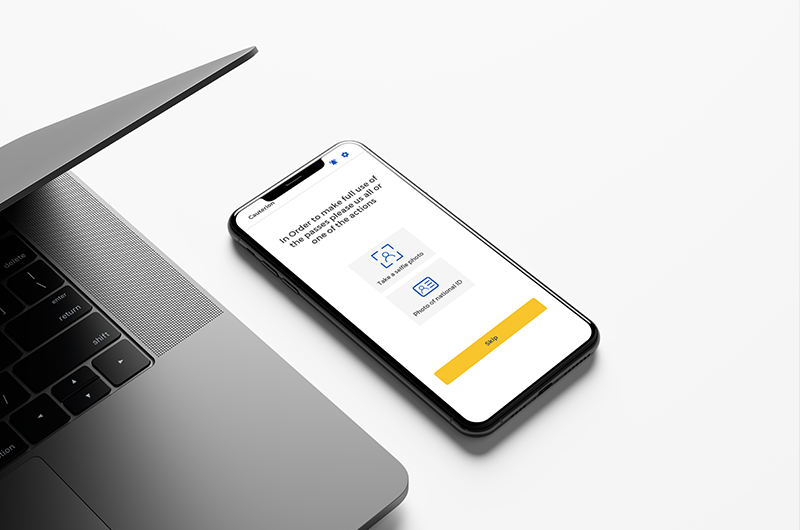 Cauterion
In Order to make full use of
the passes please us all or
one of the actions
Take a selfie photo
Photo of national ID
Skip
delete
enter
return
shift